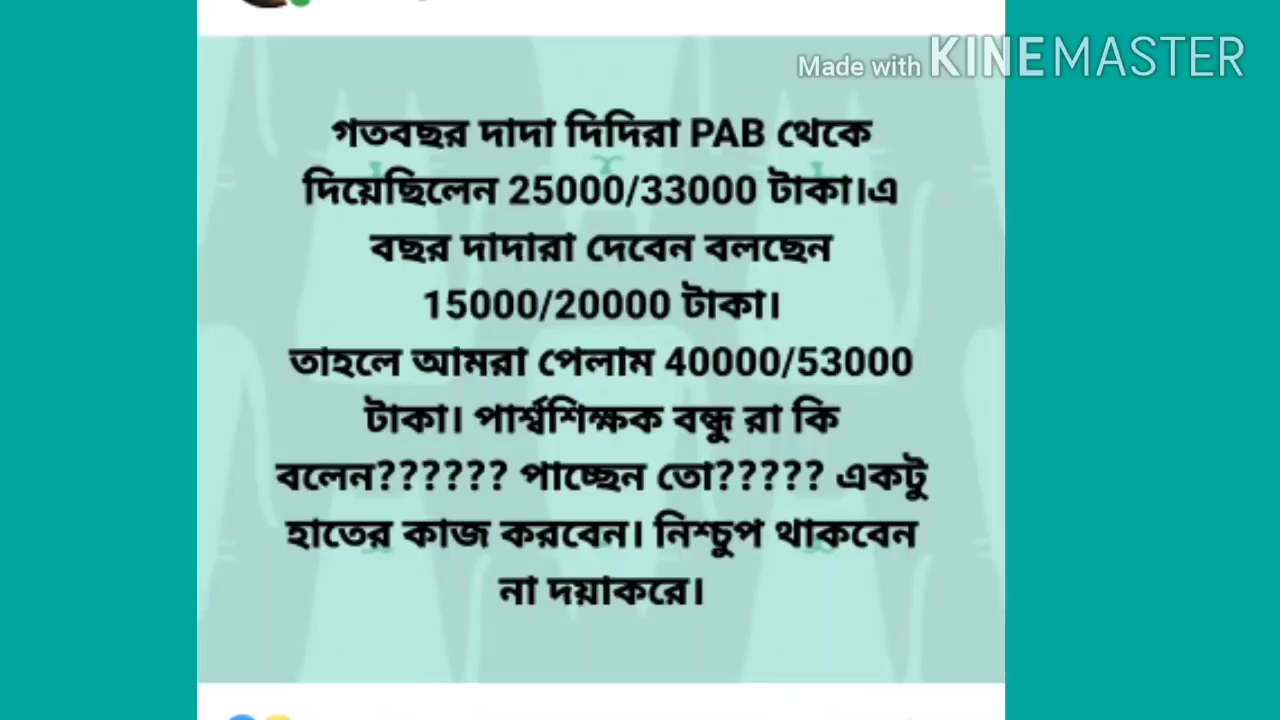 Made with KINEMASTER
গতবছর দাদা দিদিরা PAB থেকে
দিয়েছিলেন 25000/33000 টাকা।এ
বছর দাদারা দেবেন বলছেন
15000/20000 টাকা।
তাহলে আমরা পেলাম 40000/53000
টাকা। পার্শ্বশিক্ষক বন্ধু রা কি
বলেন?????? পাচ্ছেন তো????? একটু
হাতের কাজ করবেন। নিশ্চুপ থাকবেন
না দয়াকরে।